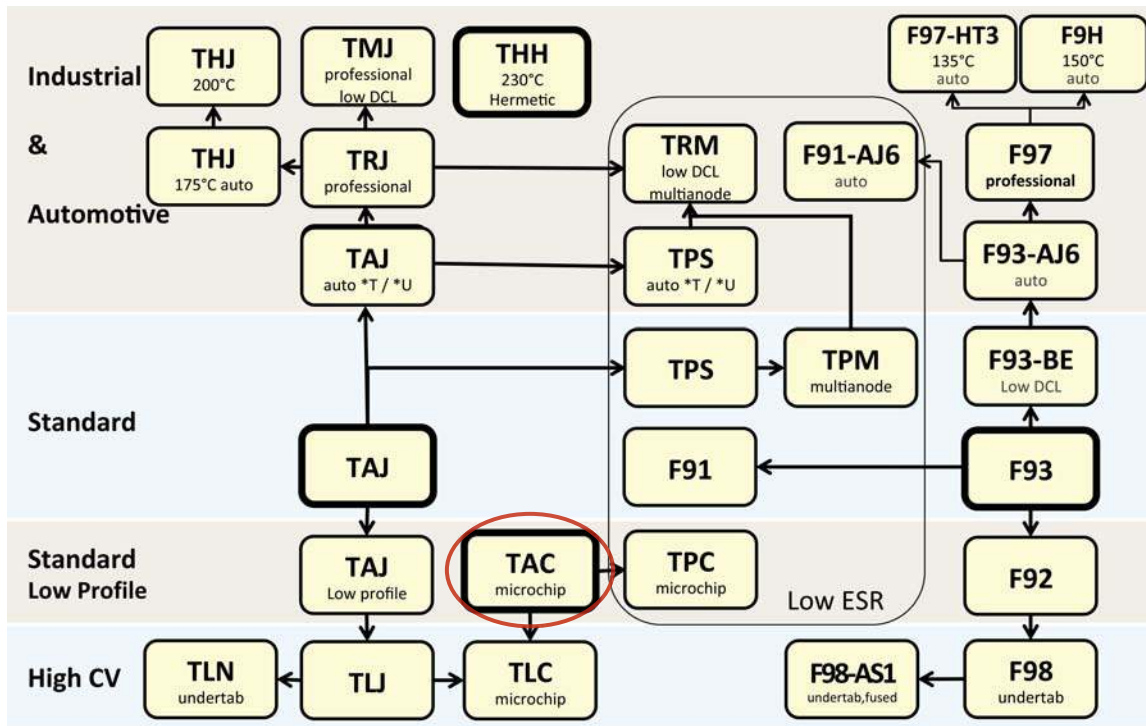 Industrial
&
Automotive
THJ
200°C
TMJ
professional
low DCL
THH
230°C
Hermetic
F97-HT3
135°C
auto
F9H
150°C
auto
THJ
175°C auto
TRJ
professional
TRM
low DCL
multianode
F91-AJ6
auto
F97
professional
TAJ
auto *T / *U
TPS
auto *T / *U
F93-AJ6
auto
Standard
TPS
TPM
multianode
F93-BE
Low DCL
TAJ
F91
F93
Standard
Low Profile
TAJ
Low profile
TAC
microchip
TPC
microchip
Low ESR
F92
High CV
TLN
undertab
TLJ
TLC
microchip
F98-AS1
undertab,fused
F98
undertab